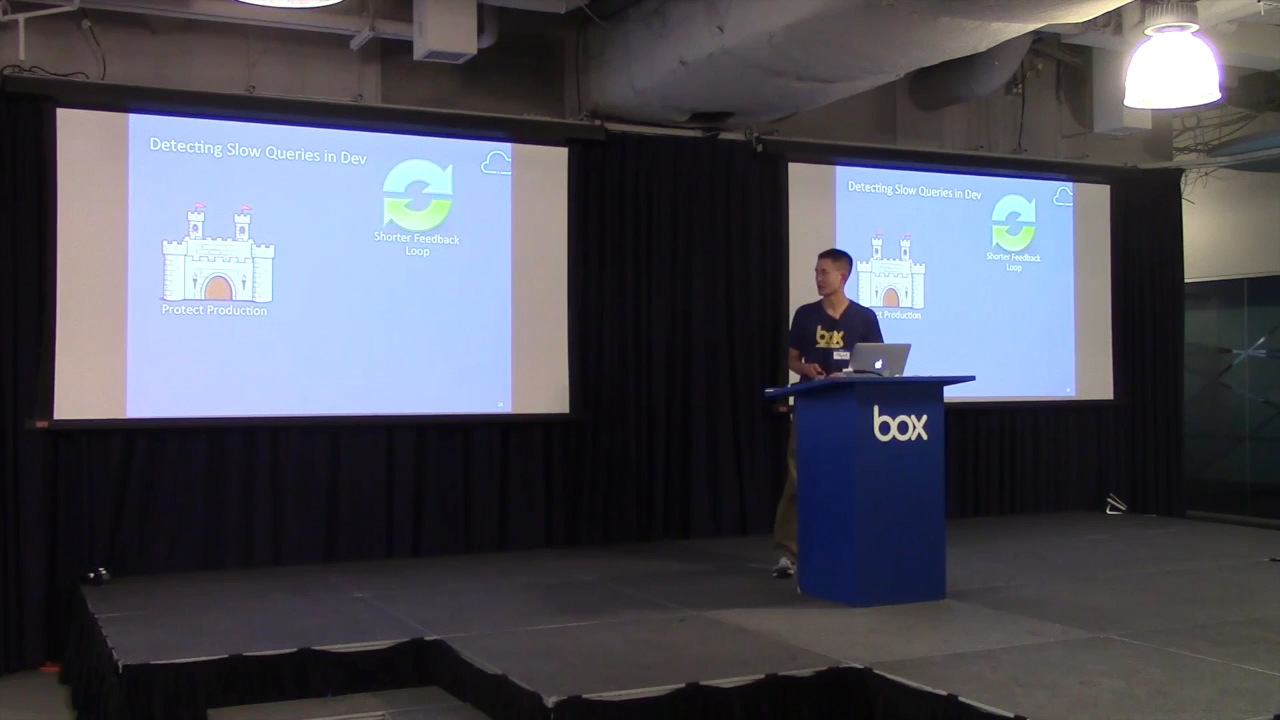 Detecting Slow Queries in Dev
Shorter Feedback
Loop
Protect Production
Detecting Slow Queries in Dev
Shorter Feedback
Loop
ct Production
box
box